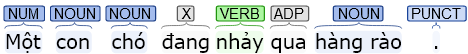 NUM NOUN NOUN X VERB ADP NOUN PUNCT
Một con chó đang nhảy qua hàng rào .